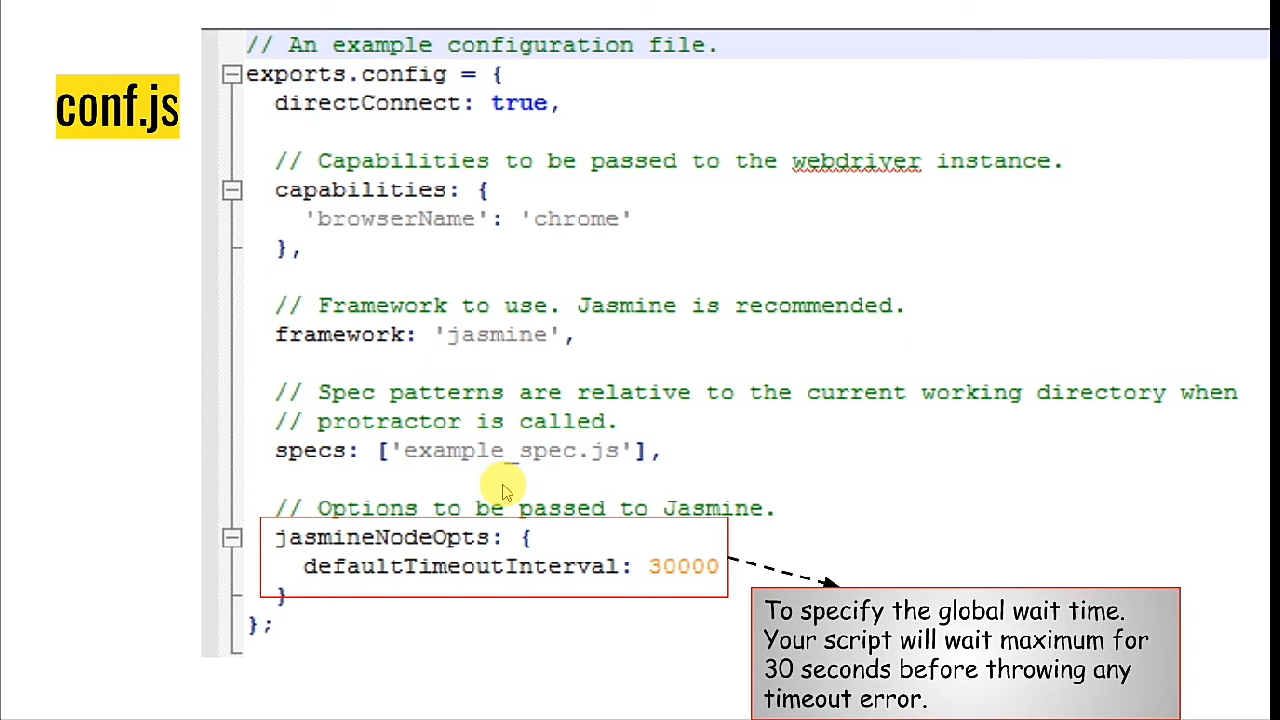 conf.js
// An example configuration file.
exports.config = {
  directConnect: true,
  // Capabilities to be passed to the webdriver instance.
  capabilities: {
    'browserName': 'chrome'
  },
  // Framework to use. Jasmine is recommended.
  framework: 'jasmine',
  // Spec patterns are relative to the current working directory when
  // protractor is called.
  specs: ['example_spec.js'],
  // Options to be passed to Jasmine.
  jasmineNodeOpts: {
    defaultTimeoutInterval: 30000
  }
};
To specify the global wait time.
Your script will wait maximum for
30 seconds before throwing any
timeout error.